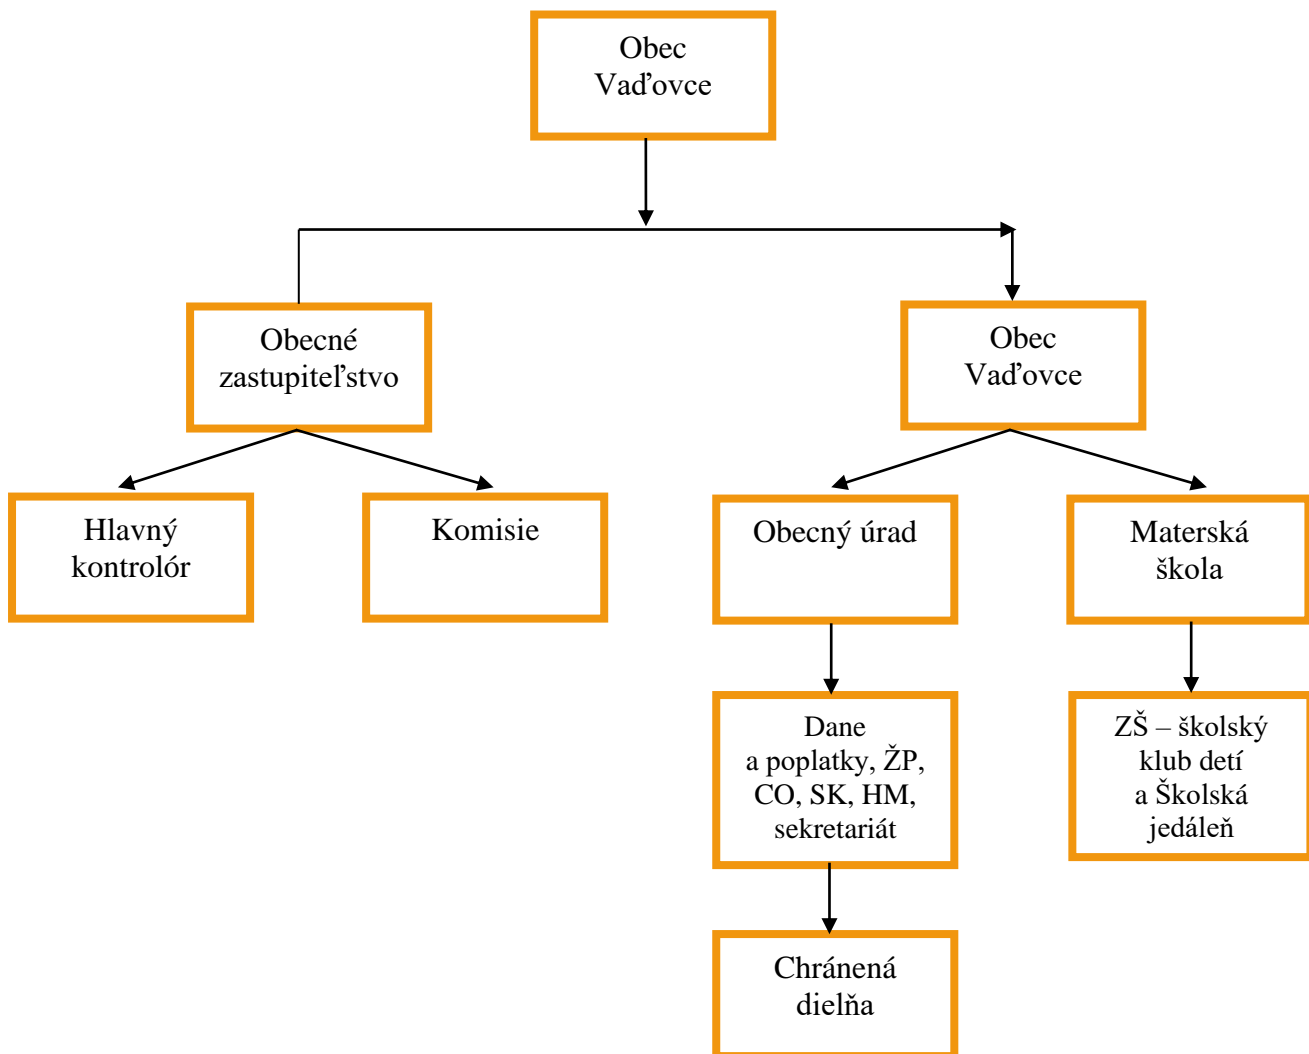 Obec
Vaďovce
Obecné
zastupiteľstvo
Obec
Vaďovce
Hlavný
kontrolór
Komisie
Obecný úrad
Materská
škola
Dane
a poplatky, ŽP,
CO, SK, HM,
sekretariát
ZŠ – školský
klub detí
a Školská
jedáleň
Chránená
dielňa